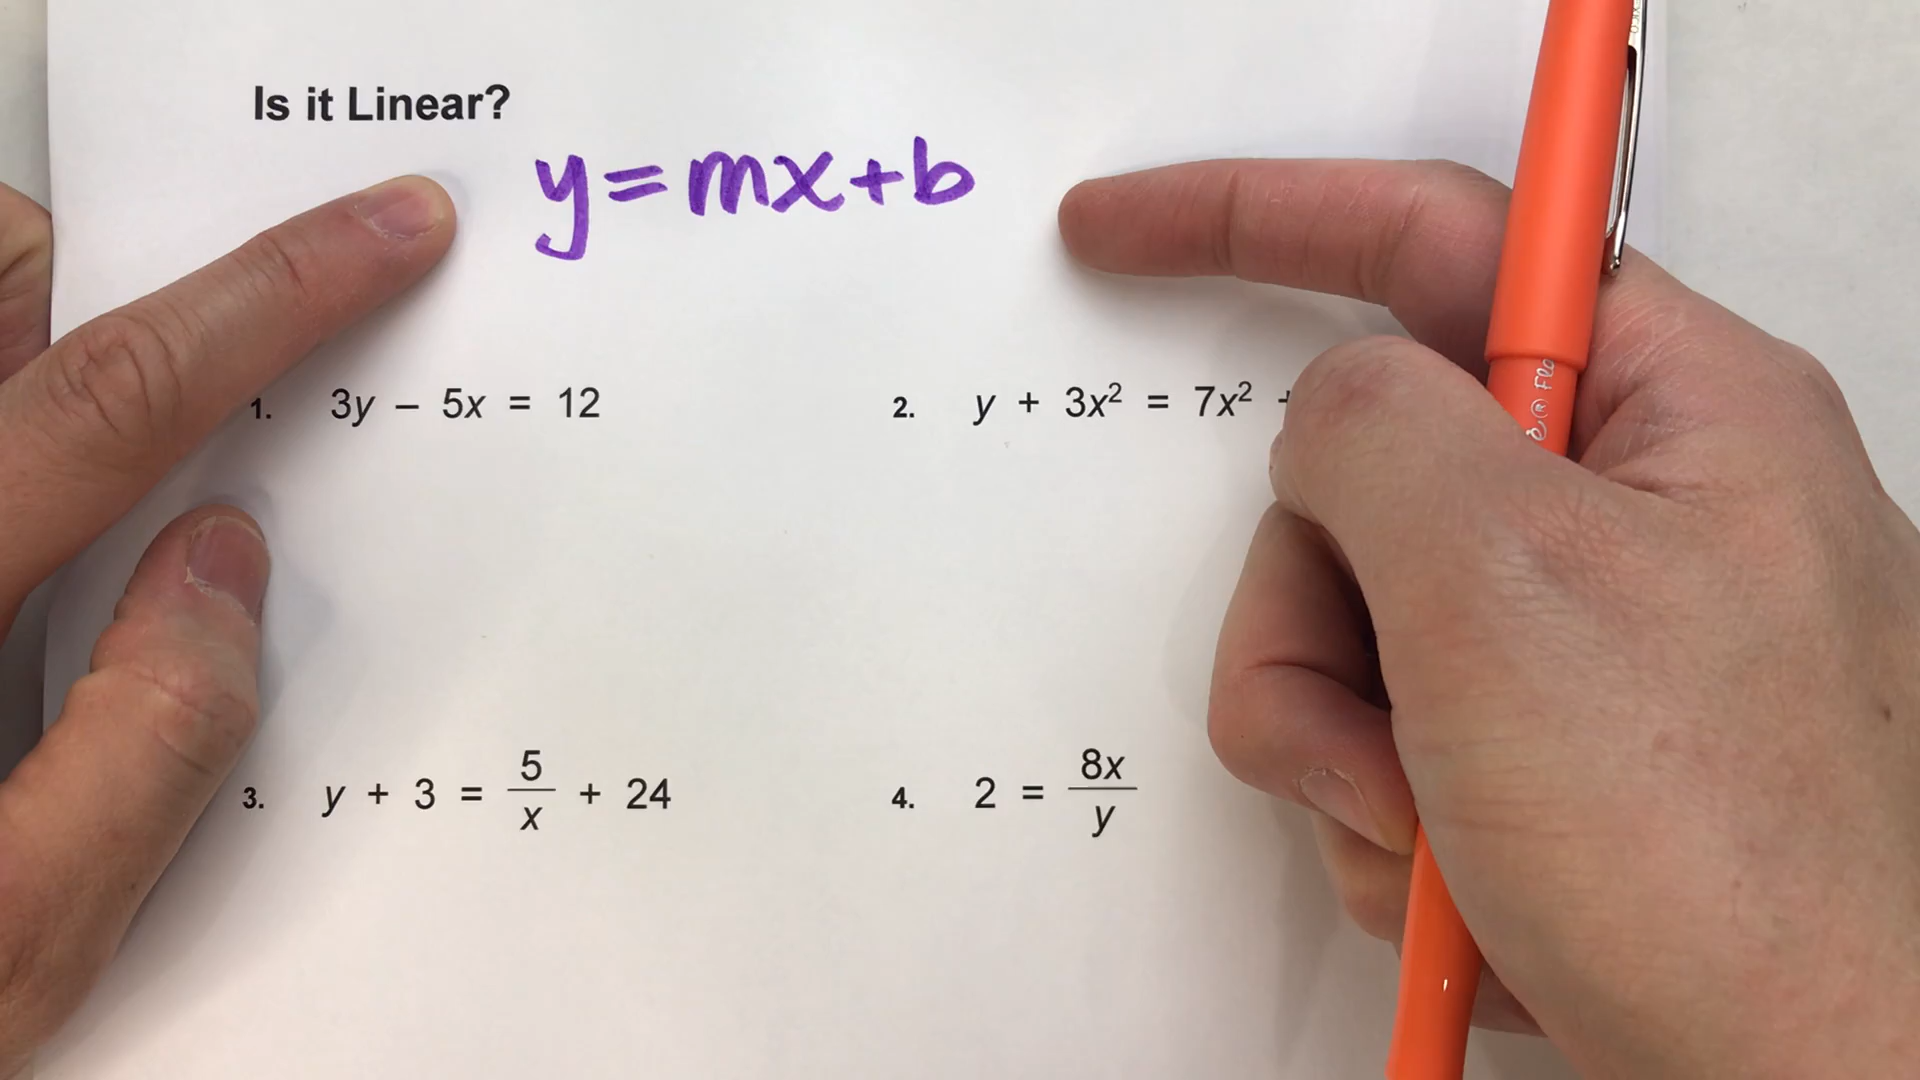 Is it Linear?
y=mx+b
1. 3y – 5x = 12
2. y + 3x² = 7x² +
3. y + 3 = 5/x + 24
4. 2 = 8x/y